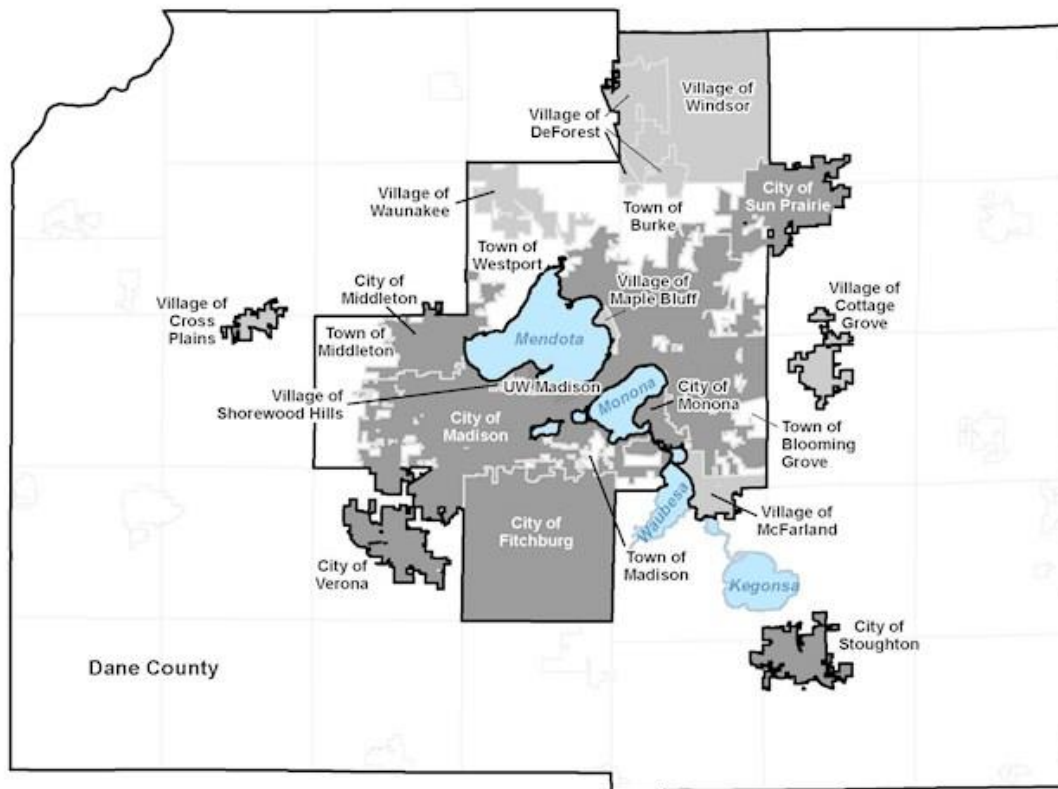 Village of
Windsor
Village of
DeForest
City of
Sun Prairie
Village of
Waunakee
Town of
Burke
Town of
Westport
City of
Middleton
Village of
Maple Bluff
Village of
Cottage
Grove
Village of
Cross
Plains
Town of
Middleton
Mendota
UW Madison
Village of
Shorewood Hills
Monona
City of
Monona
City of
Madison
Town of
Blooming
Grove
Waubesa
Village of
McFarland
City of
Fitchburg
Town of
Madison
City of
Verona
Kegonsa
City of
Stoughton
Dane County